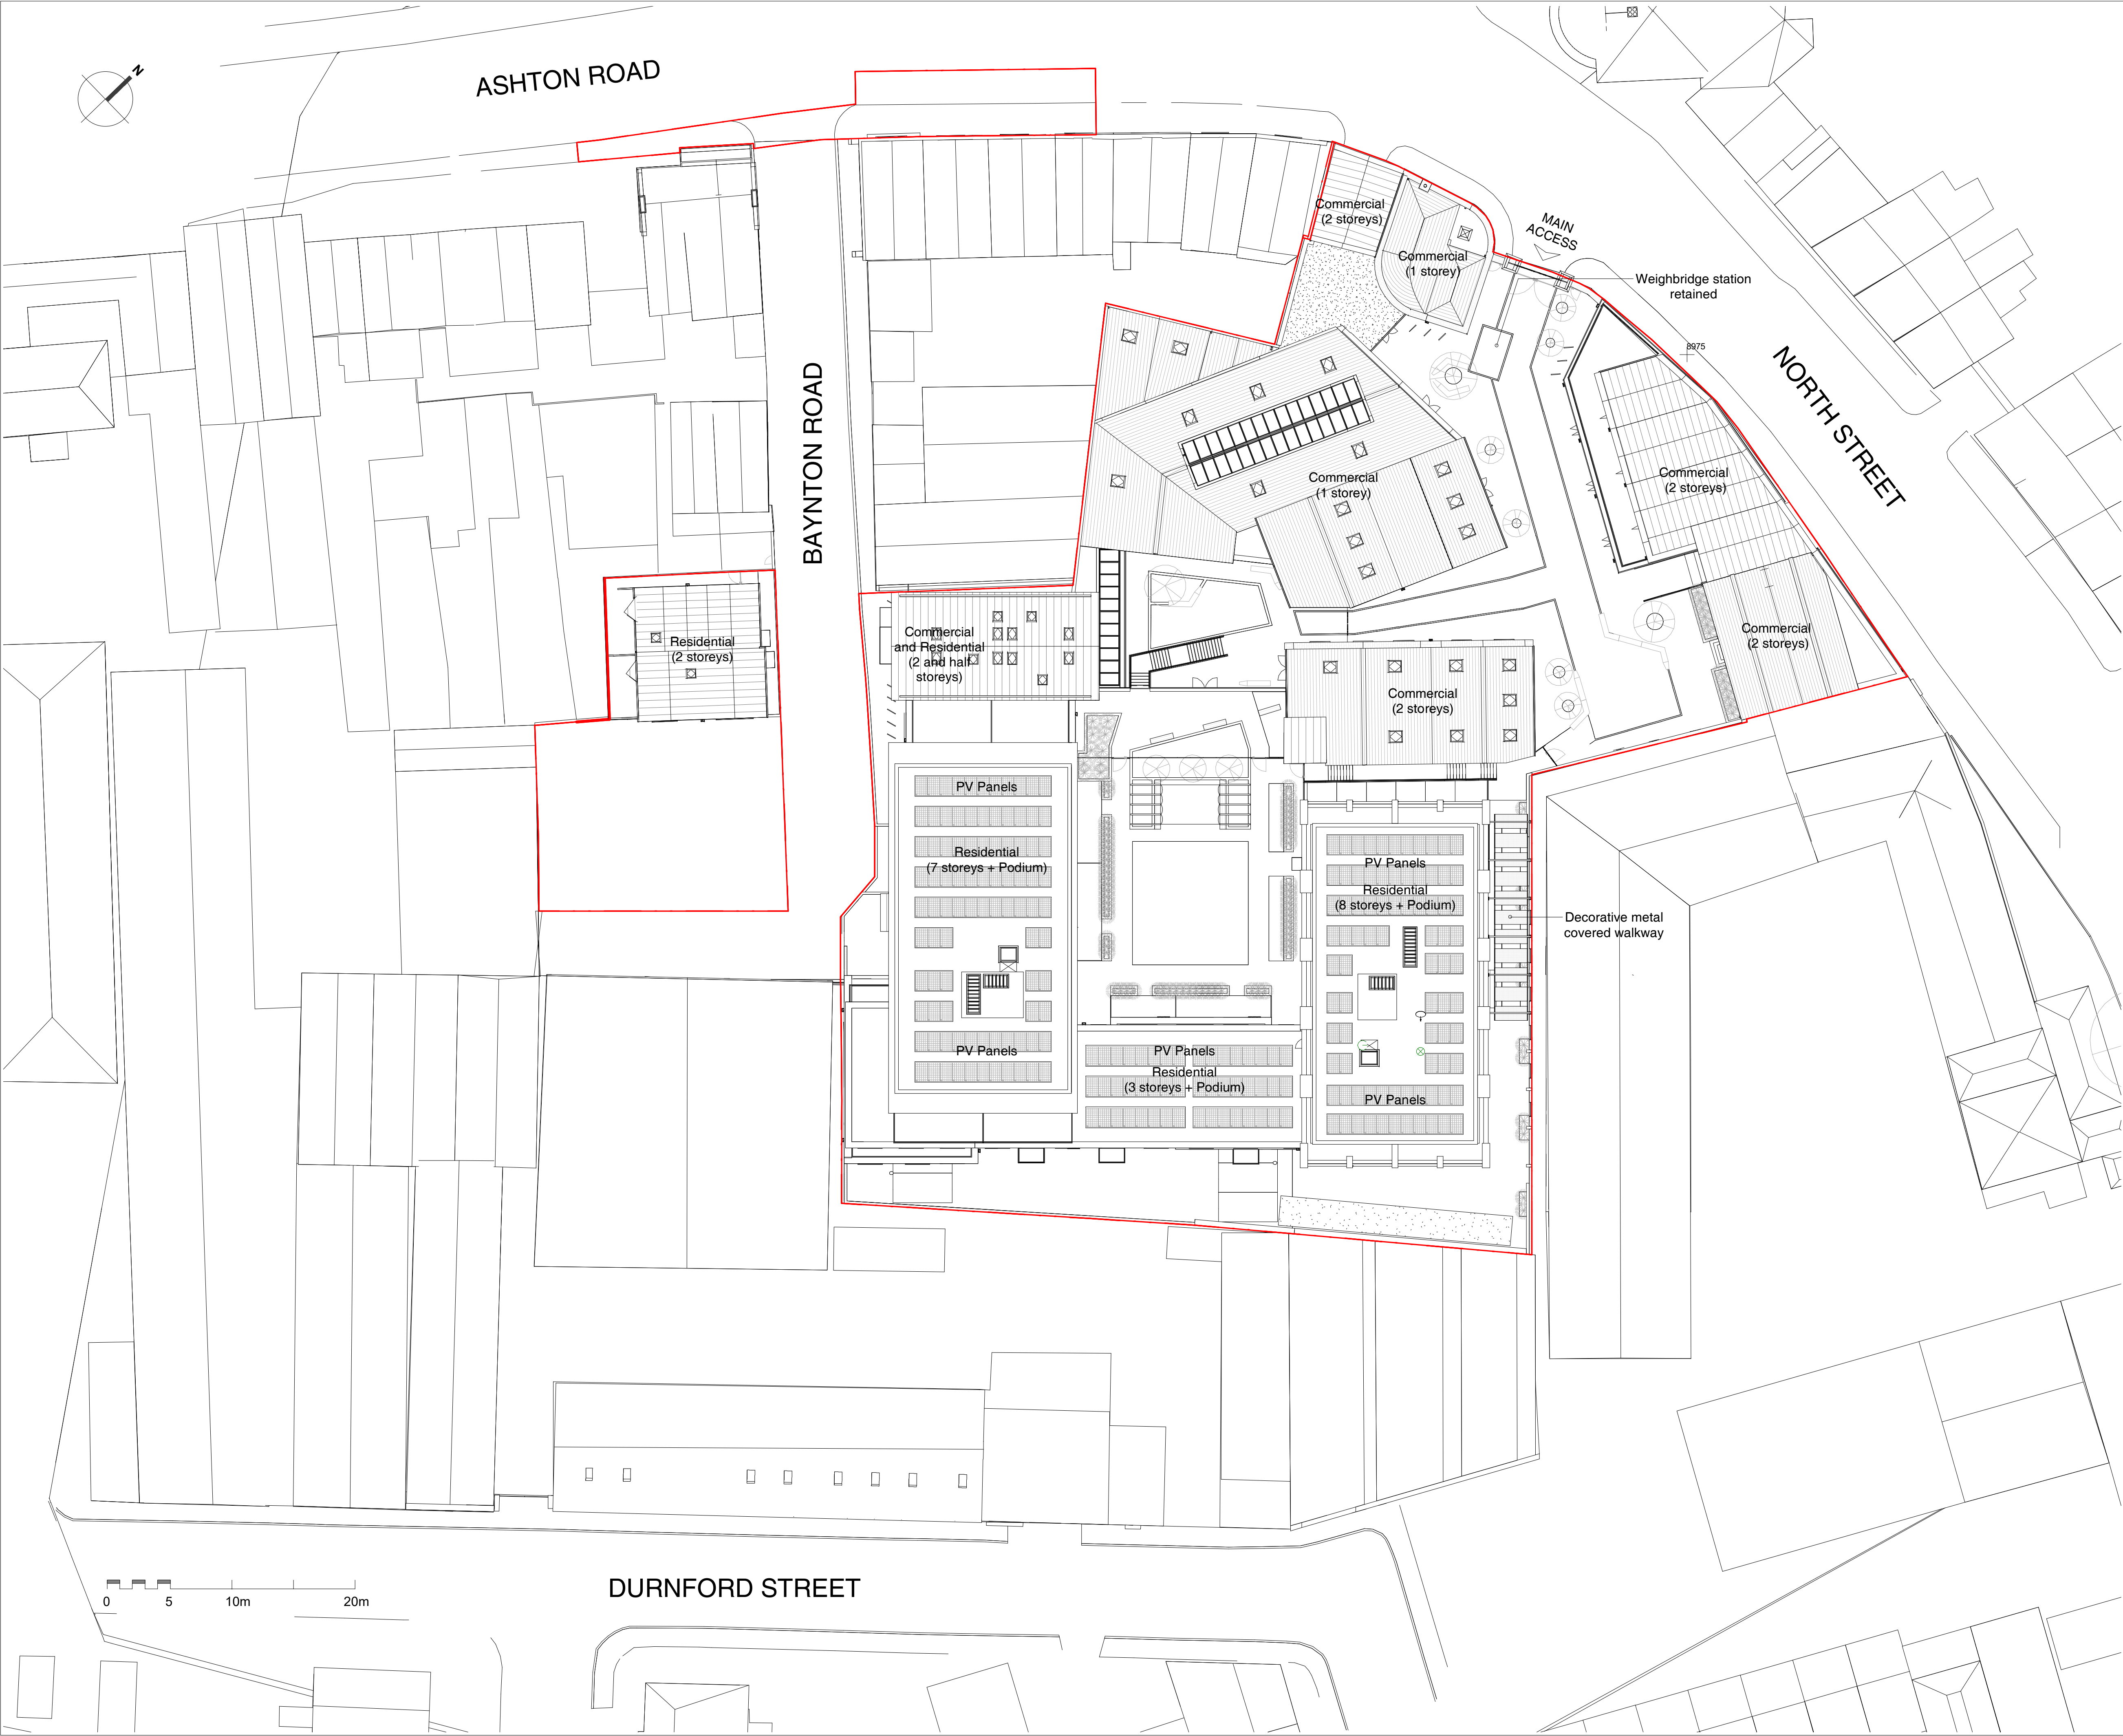 N
ASHTON ROAD
Commercial
(2 storeys)
MAIN
ACCESS
Commercial
(1 storey)
Weighbridge station
retained
8975
NORTH STREET
BAYNTON ROAD
Commercial
(1 storey)
Commercial
(2 storeys)
Residential
(2 storeys)
Commercial
and Residential
(2 and half
storeys)
Commercial
(2 storeys)
Commercial
(2 storeys)
PV Panels
Residential
(7 storeys + Podium)
PV Panels
PV Panels
Residential
(8 storeys + Podium)
Decorative metal
covered walkway
PV Panels
Residential
(3 storeys + Podium)
PV Panels
DURNFORD STREET
0 5 10m 20m